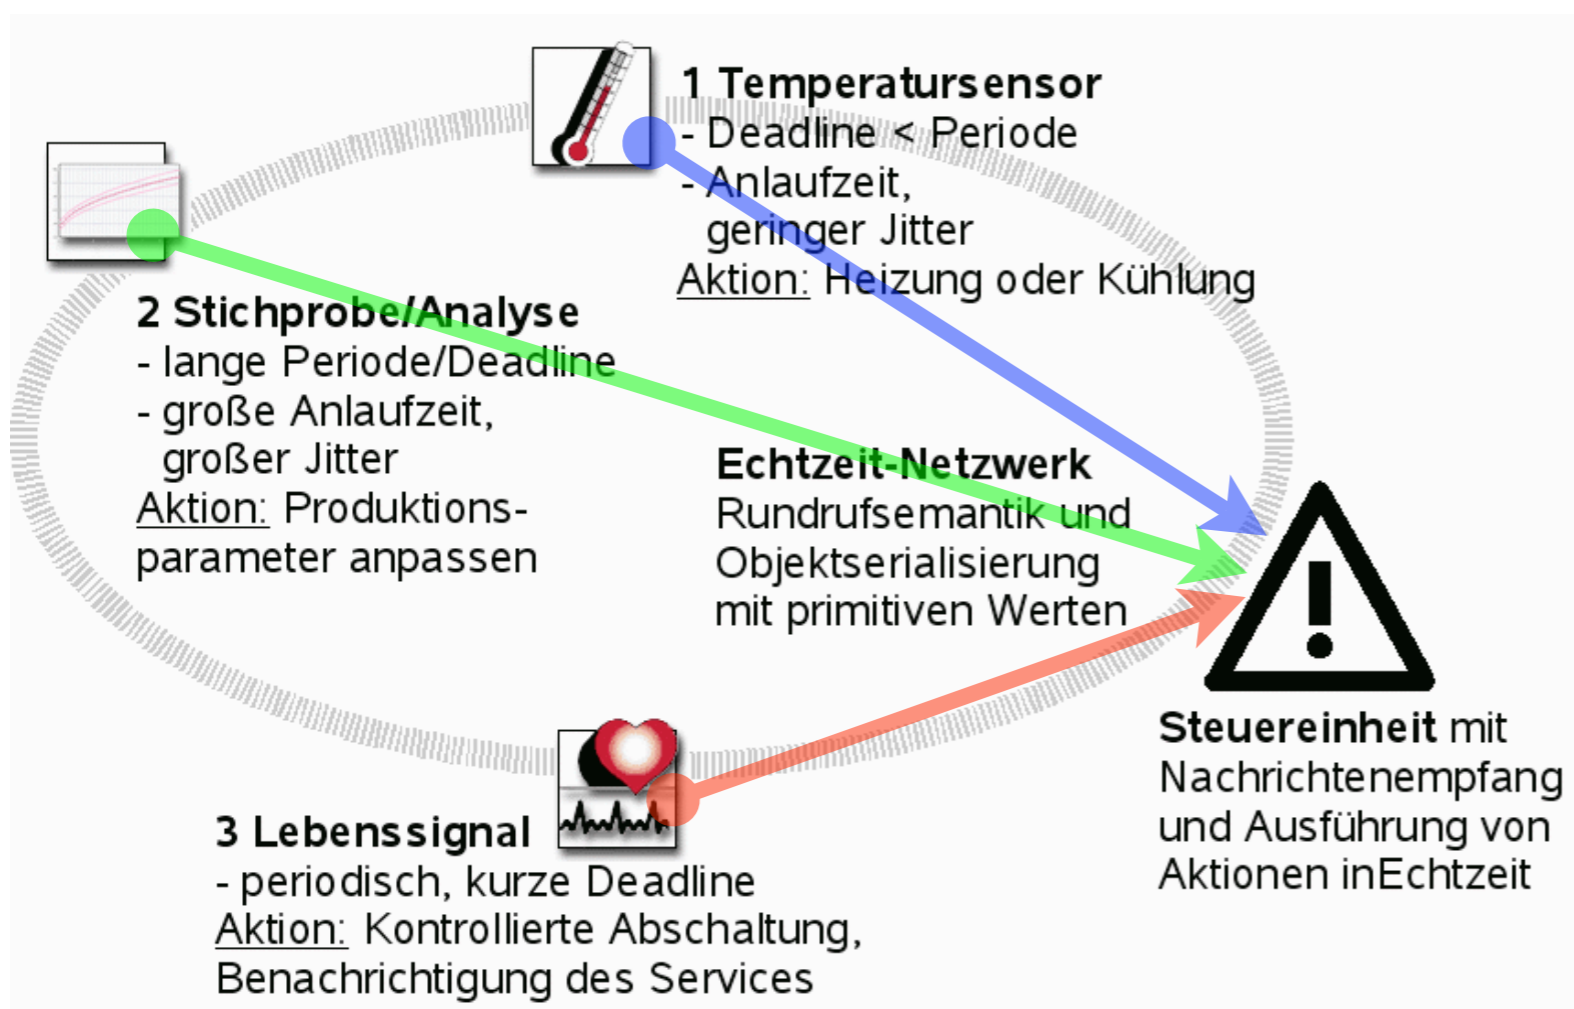 1 Temperatursensor
- Deadline < Periode
- Anlaufzeit,
geringer Jitter
Aktion: Heizung oder Kühlung
2 Stichprobe/Analyse
- lange Periode/Deadline
- große Anlaufzeit,
großer Jitter
Aktion: Produktions-
parameter anpassen
Echtzeit-Netzwerk
Rundrufsemantik und
Objektserialisierung
mit primitiven Werten
Steuereinheit mit
Nachrichtenempfang
und Ausführung von
Aktionen inEchtzeit
3 Lebenssignal
- periodisch, kurze Deadline
Aktion: Kontrollierte Abschaltung,
Benachrichtigung des Services